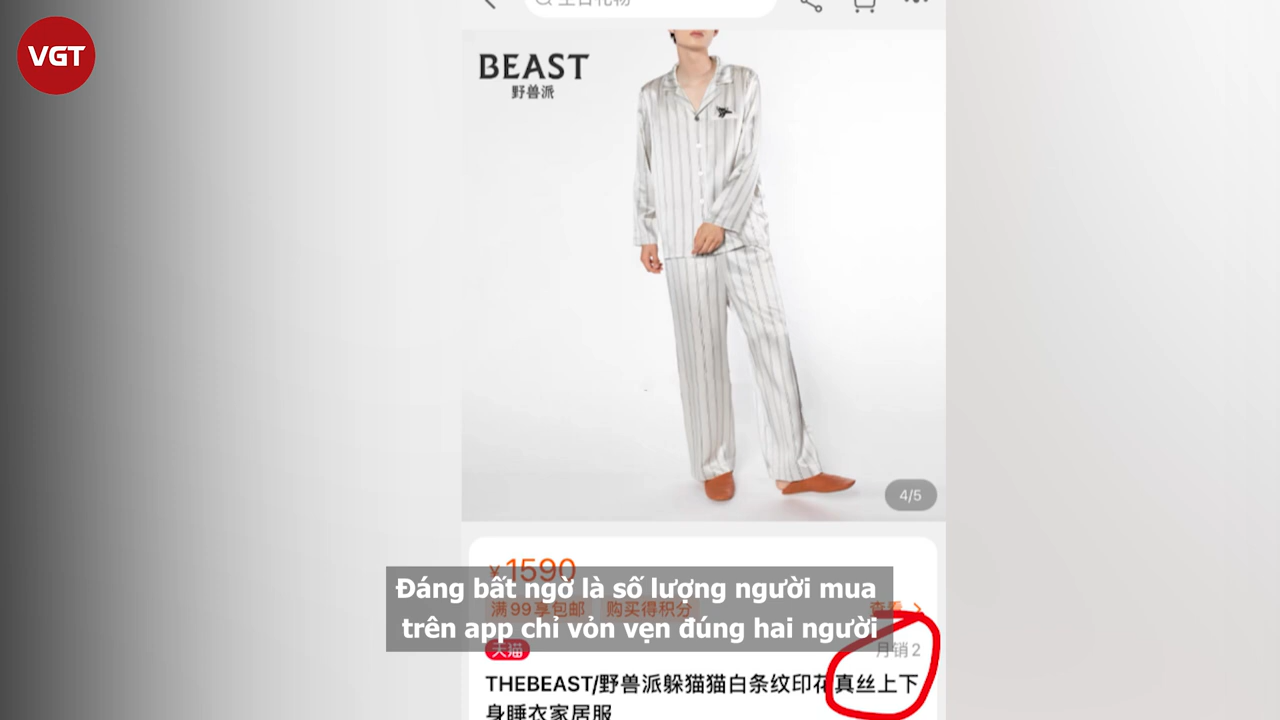 VGT
BEAST
野兽派
4/5
¥1590
满99享包邮 购买得积分 查看
Đáng bất ngờ là số lượng người mua
trên app chỉ vỏn vẹn đúng hai người
天猫 月销2
THEBEAST/野兽派躲猫猫白条纹印花真丝上下
身睡衣家居服